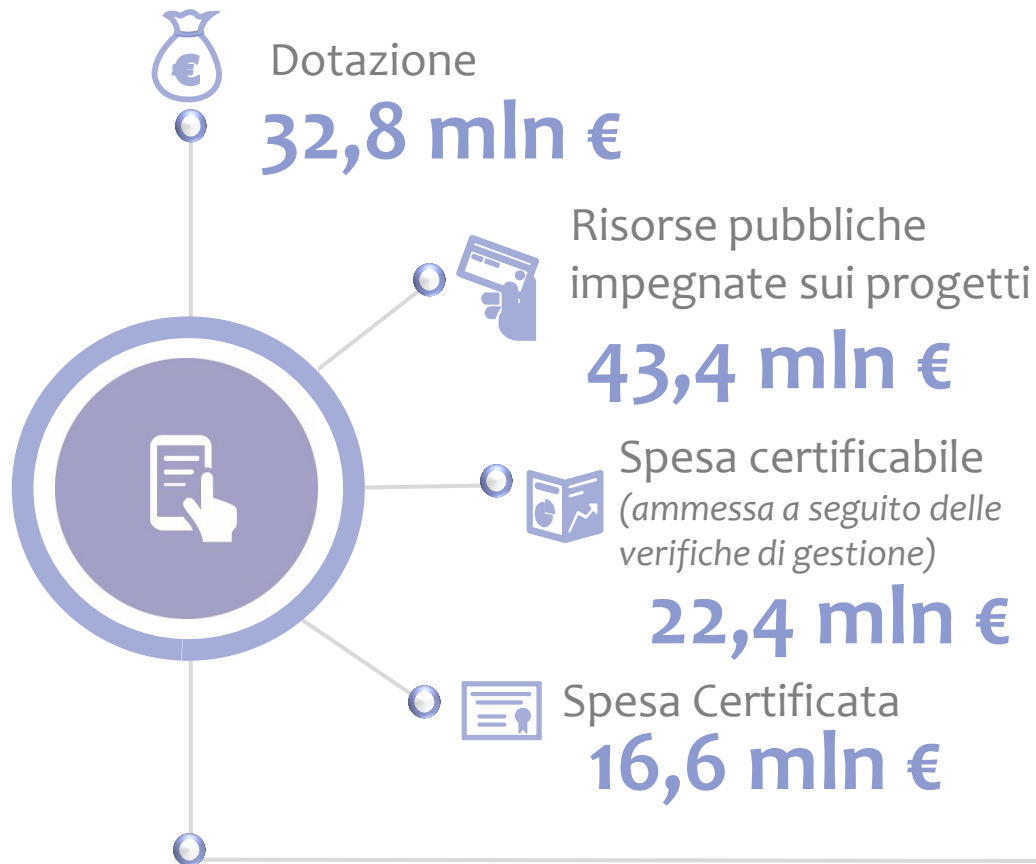 €
Dotazione
32,8 mln €
Risorse pubbliche
impegnate sui progetti
43,4 mln €
Spesa certificabile
(ammessa a seguito delle
verifiche di gestione)
22,4 mln €
Spesa Certificata
16,6 mln €